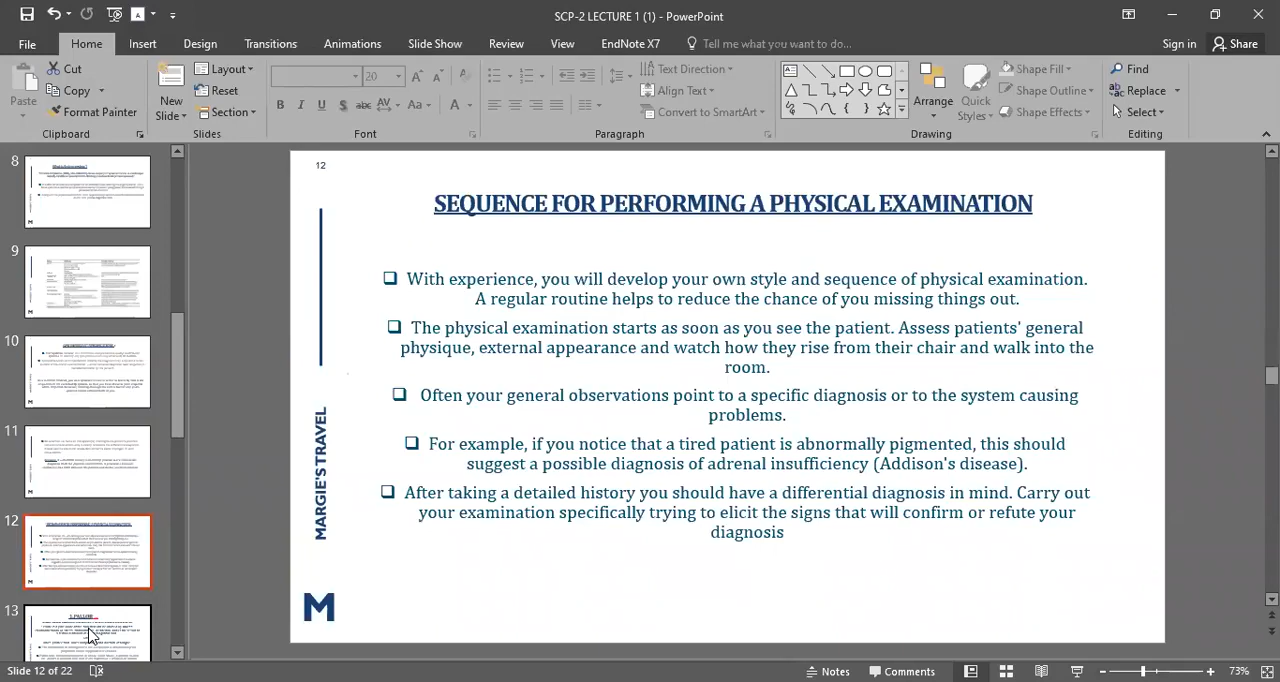 SCP-2 LECTURE 1 (1) - PowerPoint
File Home Insert Design Transitions Animations Slide Show Review View EndNote X7 Tell me what you want to do... Sign in Share
Paste
Cut
Copy
Format Painter
Clipboard
New Slide
Layout
Reset
Section
Slides
20
B I U S abc AV Aa A
Font
Text Direction
Align Text
Convert to SmartArt
Paragraph
Arrange
Quick Styles
Shape Fill
Shape Outline
Shape Effects
Drawing
Find
Replace
Select
Editing
8
9
10
11
12
13
1. PALLOR
12
SEQUENCE FOR PERFORMING A PHYSICAL EXAMINATION
With experience, you will develop your own style and sequence of physical examination.
A regular routine helps to reduce the chance of you missing things out.
The physical examination starts as soon as you see the patient. Assess patients' general
physique, external appearance and watch how they rise from their chair and walk into the
room.
Often your general observations point to a specific diagnosis or to the system causing
problems.
For example, if you notice that a tired patient is abnormally pigmented, this should
suggest a possible diagnosis of adrenal insufficiency (Addison's disease).
After taking a detailed history you should have a differential diagnosis in mind. Carry out
your examination specifically trying to elicit the signs that will confirm or refute your
diagnosis
MARGIE'S TRAVEL
M
Slide 12 of 22
Notes Comments 73%